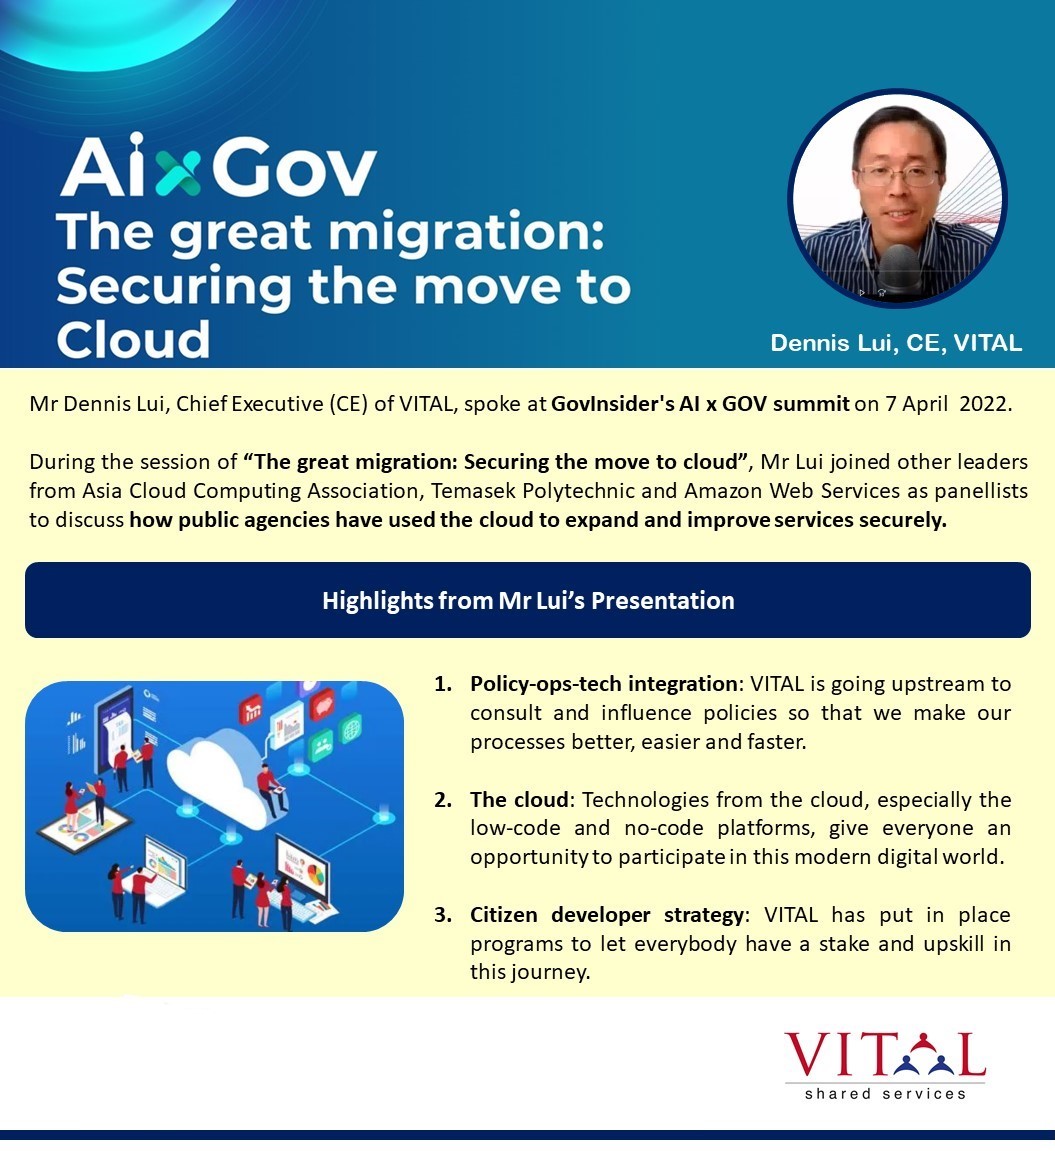 Ai x Gov
The great migration:
Securing the move to
Cloud
Dennis Lui, CE, VITAL
Mr Dennis Lui, Chief Executive (CE) of VITAL, spoke at GovInsider's AI x GOV summit on 7 April 2022.
During the session of “The great migration: Securing the move to cloud”, Mr Lui joined other leaders
from Asia Cloud Computing Association, Temasek Polytechnic and Amazon Web Services as panellists
to discuss how public agencies have used the cloud to expand and improve services securely.
Highlights from Mr Lui’s Presentation
1. Policy-ops-tech integration: VITAL is going upstream to
consult and influence policies so that we make our
processes better, easier and faster.
2. The cloud: Technologies from the cloud, especially the
low-code and no-code platforms, give everyone an
opportunity to participate in this modern digital world.
3. Citizen developer strategy: VITAL has put in place
programs to let everybody have a stake and upskill in
this journey.
VITAL
shared services